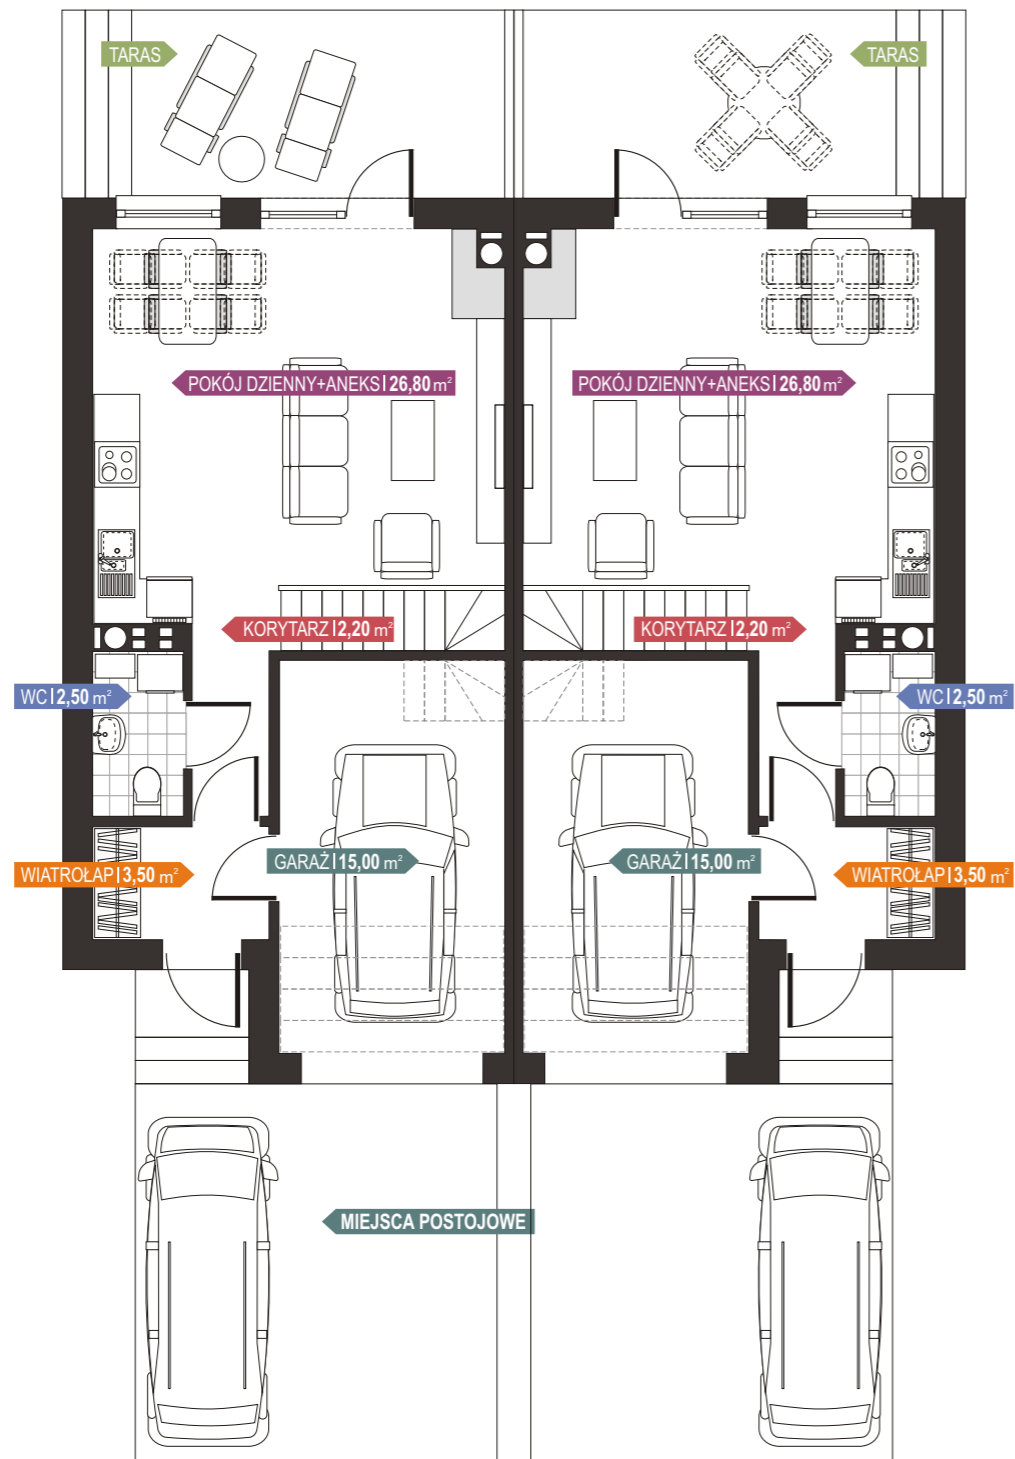 TARAS
TARAS
POKÓJ DZIENNY+ANEKS|26,80 m²
POKÓJ DZIENNY+ANEKS|26,80 m²
KORYTARZ|2,20 m²
KORYTARZ|2,20 m²
WC|2,50 m²
WC|2,50 m²
GARAŻ|15,00 m²
GARAŻ|15,00 m²
WIATROŁAP|3,50 m²
WIATROŁAP|3,50 m²
MIEJSCA POSTOJOWE